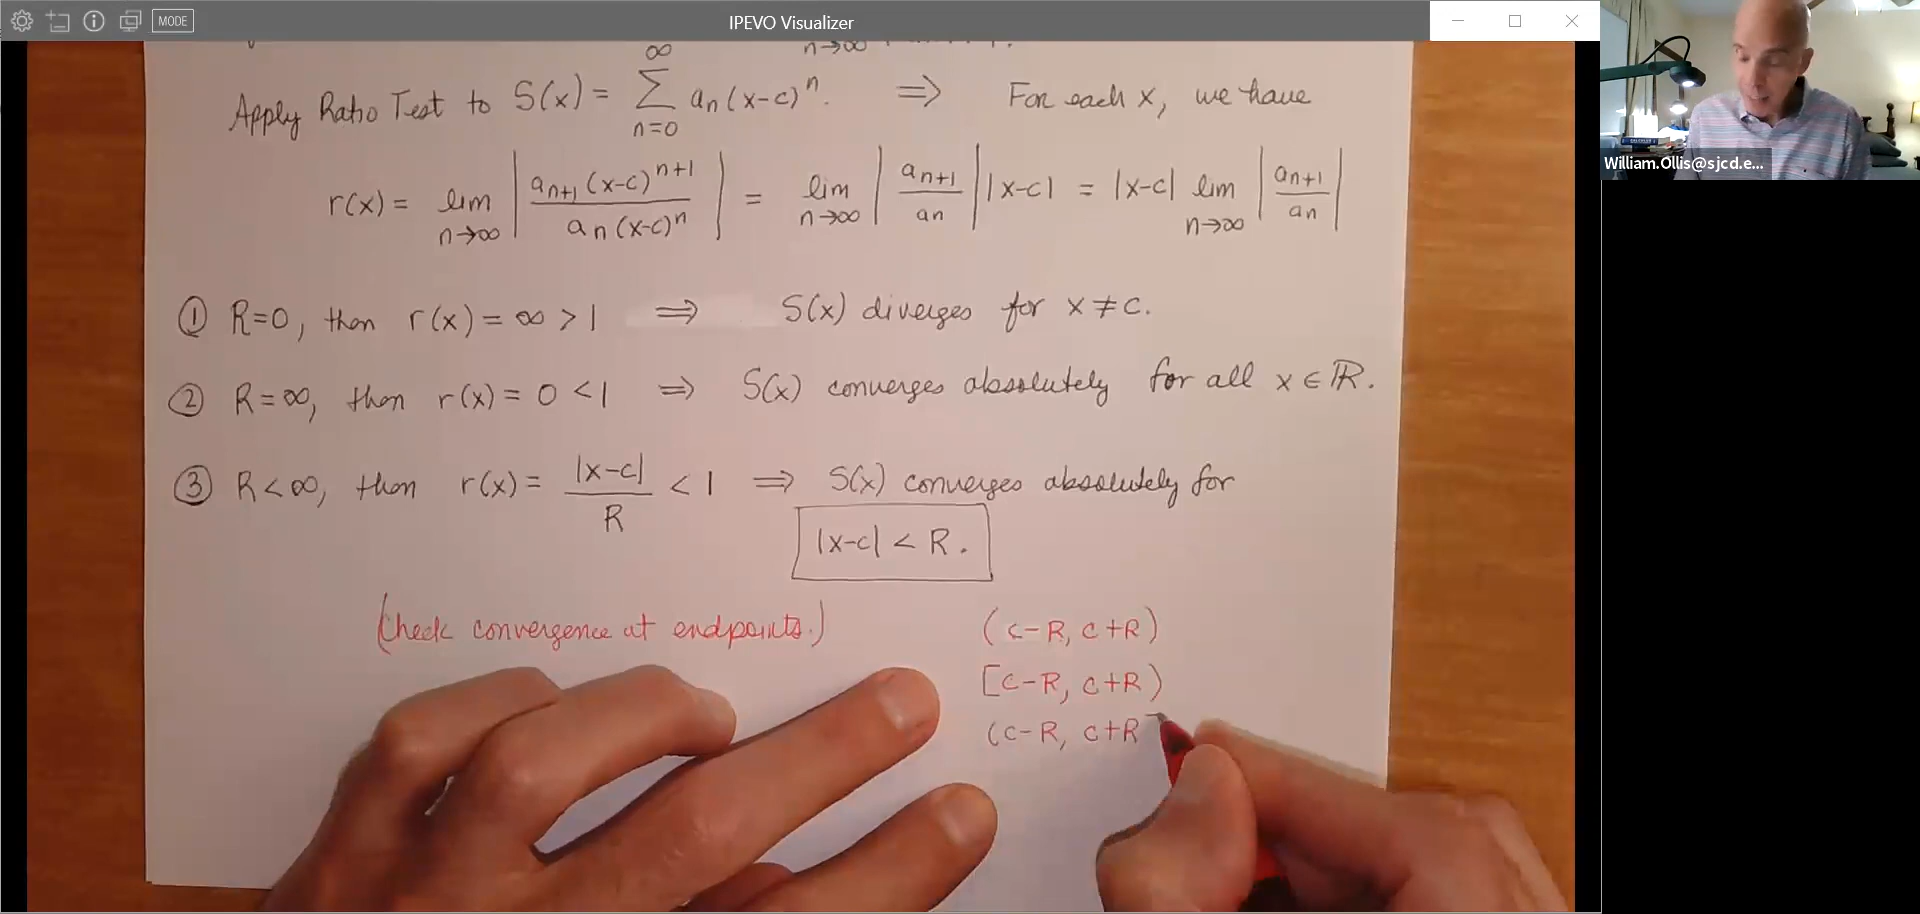 MODE
IPEVO Visualizer
William.Ollis@sjcd.e...
n→∞
Apply Ratio Test to S(x) = ∑_{n=0}^{∞} a_n (x-c)^n. ⟹ For each x, we have
r(x) = lim_{n→∞} | a_{n+1} (x-c)^{n+1} / a_n (x-c)^n | = lim_{n→∞} | a_{n+1} / a_n | |x-c| = |x-c| lim_{n→∞} | a_{n+1} / a_n |
① R=0, then r(x) = ∞ > 1 ⟹ S(x) diverges for x ≠ c.
② R=∞, then r(x) = 0 < 1 ⟹ S(x) converges absolutely for all x ∈ ℝ.
③ R<∞, then r(x) = |x-c| / R < 1 ⟹ S(x) converges absolutely for
|x-c| < R.
(Check convergence at endpoints.) (c-R, c+R)
[c-R, c+R)
(c-R, c+R